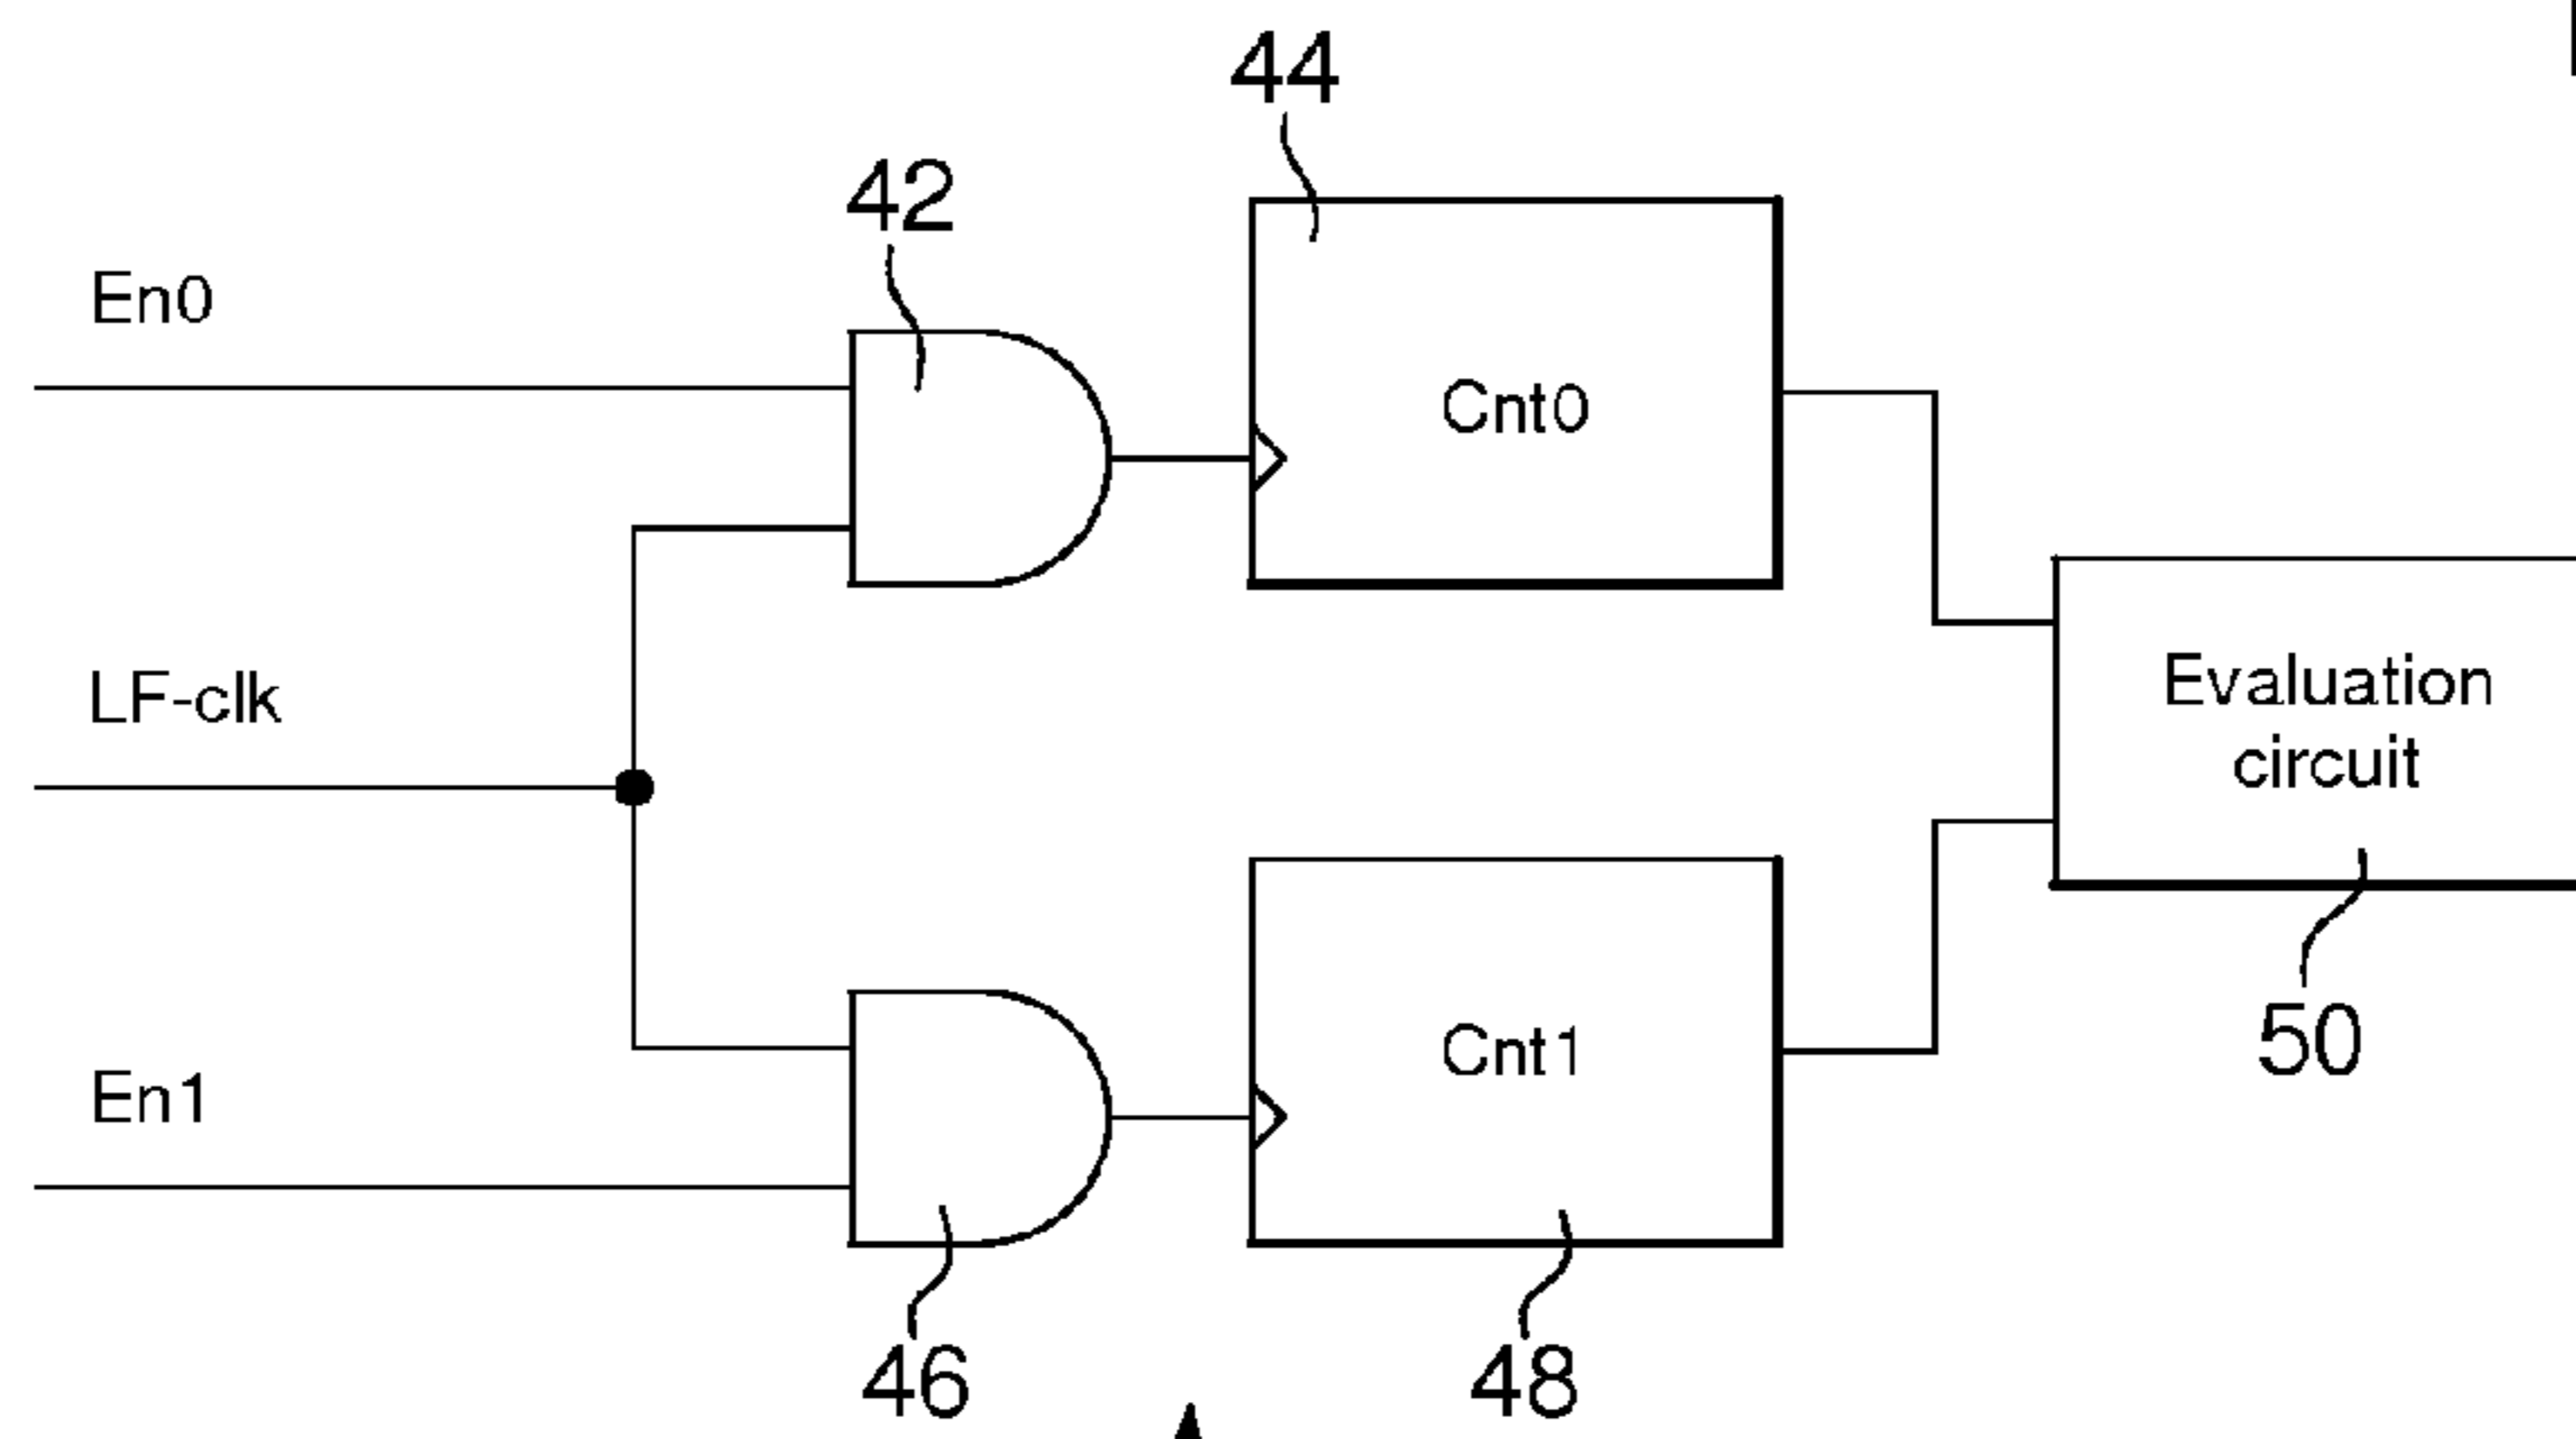 44
42
En0
Cnt0
LF-clk
Evaluation
circuit
En1
Cnt1
50
46
48